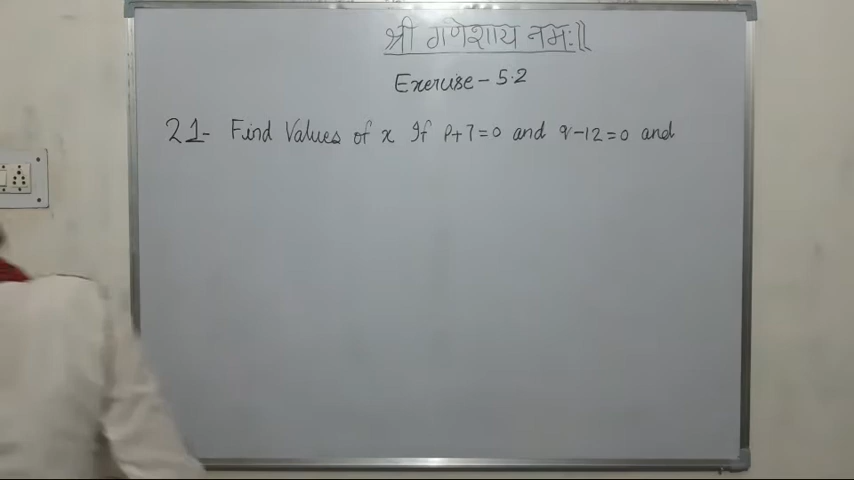 श्री गणेशाय नमः॥
Exercise - 5.2
21- Find Values of x If p+7=0 and q-12=0 and